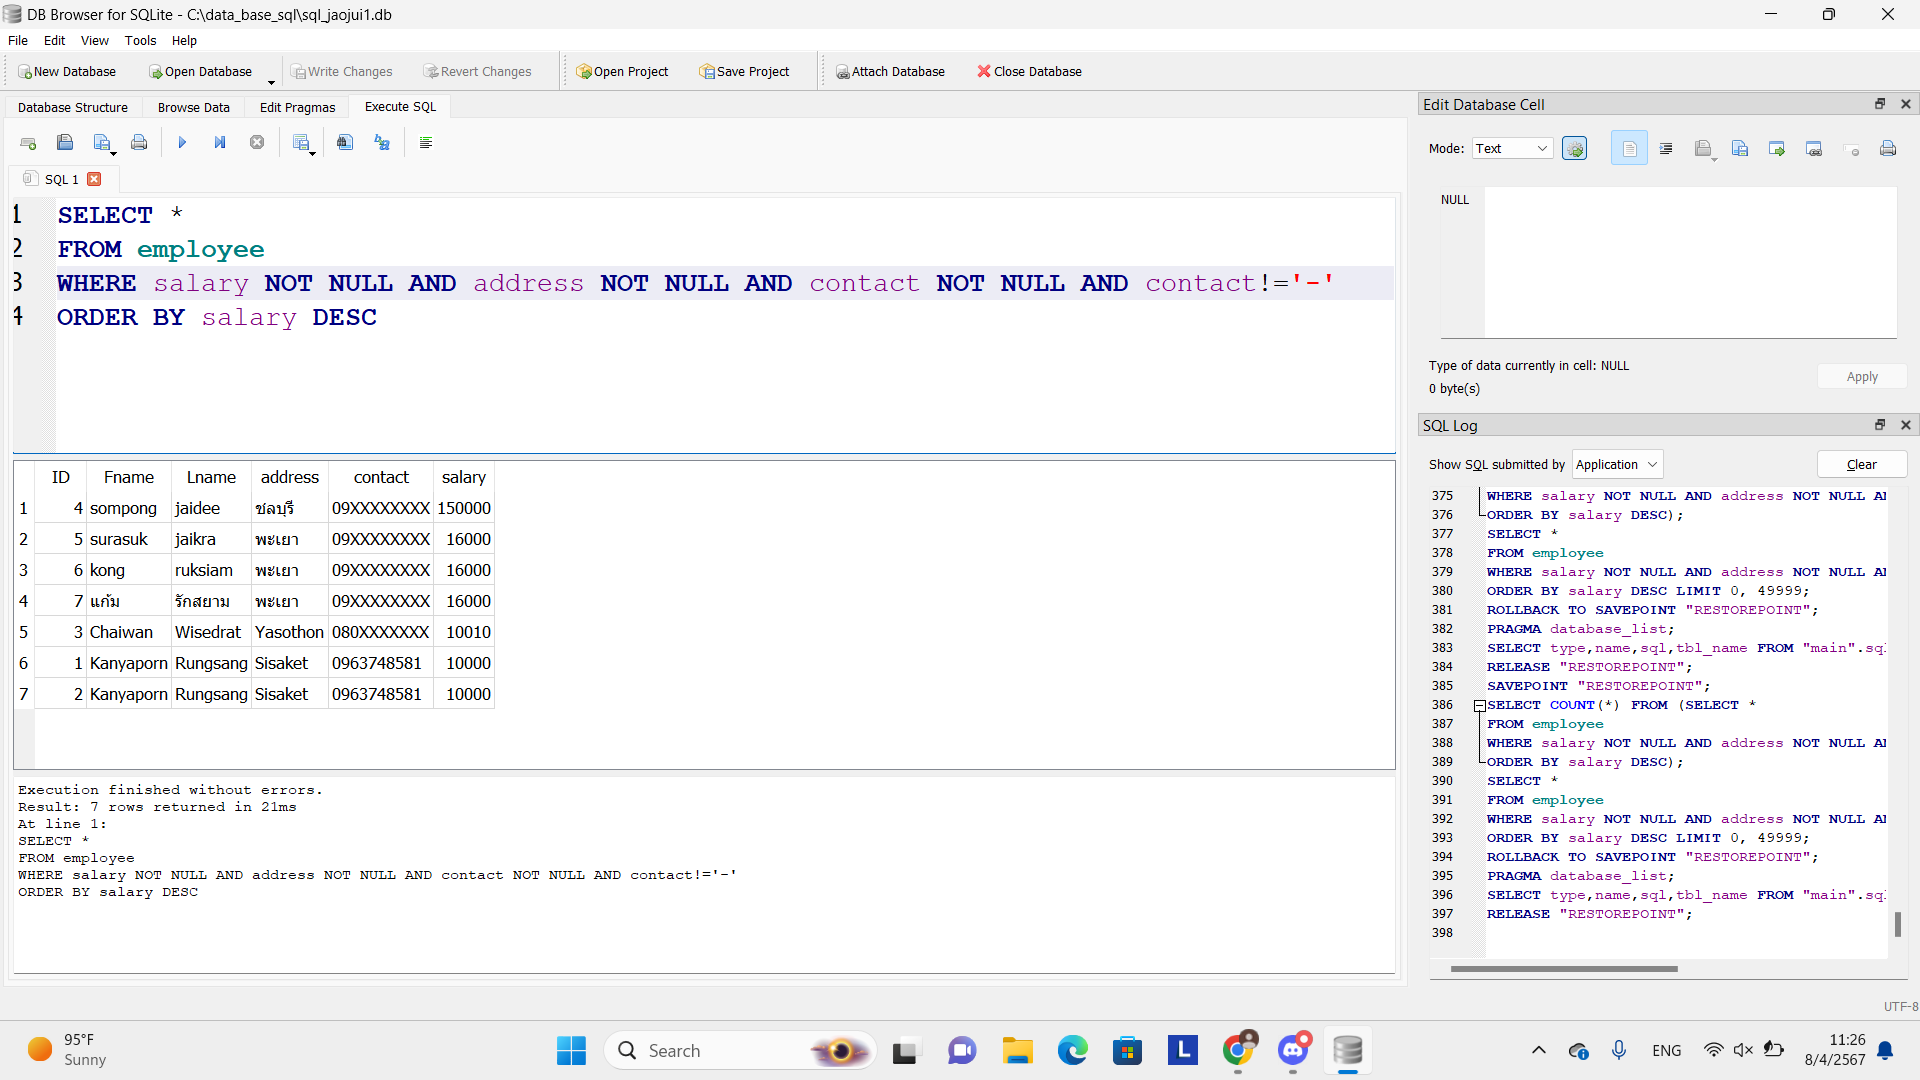 DB Browser for SQLite - C:\data_base_sql\sql_jaojui1.db
File Edit View Tools Help
New Database Open Database Write Changes Revert Changes Open Project Save Project Attach Database Close Database
Database Structure Browse Data Edit Pragmas Execute SQL
SQL 1
1 SELECT *
2 FROM employee
3 WHERE salary NOT NULL AND address NOT NULL AND contact NOT NULL AND contact!='-'
4 ORDER BY salary DESC
ID Fname Lname address contact salary
1 4 sompong jaidee ชลบุรี 09XXXXXXXX 150000
2 5 surasuk jaikra พะเยา 09XXXXXXXX 16000
3 6 kong ruksiam พะเยา 09XXXXXXXX 16000
4 7 แก้ม รักสยาม พะเยา 09XXXXXXXX 16000
5 3 Chaiwan Wisedrat Yasothon 080XXXXXXX 10010
6 1 Kanyaporn Rungsang Sisaket 0963748581 10000
7 2 Kanyaporn Rungsang Sisaket 0963748581 10000
Execution finished without errors.
Result: 7 rows returned in 21ms
At line 1:
SELECT *
FROM employee
WHERE salary NOT NULL AND address NOT NULL AND contact NOT NULL AND contact!='-'
ORDER BY salary DESC
Edit Database Cell
Mode: Text
NULL
Type of data currently in cell: NULL
0 byte(s)
Apply
SQL Log
Show SQL submitted by Application Clear
375 WHERE salary NOT NULL AND address NOT NULL AN
376 ORDER BY salary DESC);
377 SELECT *
378 FROM employee
379 WHERE salary NOT NULL AND address NOT NULL AN
380 ORDER BY salary DESC LIMIT 0, 49999;
381 ROLLBACK TO SAVEPOINT "RESTOREPOINT";
382 PRAGMA database_list;
383 SELECT type,name,sql,tbl_name FROM "main".sql
384 RELEASE "RESTOREPOINT";
385 SAVEPOINT "RESTOREPOINT";
386 SELECT COUNT(*) FROM (SELECT *
387 FROM employee
388 WHERE salary NOT NULL AND address NOT NULL AN
389 ORDER BY salary DESC);
390 SELECT *
391 FROM employee
392 WHERE salary NOT NULL AND address NOT NULL AN
393 ORDER BY salary DESC LIMIT 0, 49999;
394 ROLLBACK TO SAVEPOINT "RESTOREPOINT";
395 PRAGMA database_list;
396 SELECT type,name,sql,tbl_name FROM "main".sql
397 RELEASE "RESTOREPOINT";
398
UTF-8
95°F
Sunny
Search
L
ENG
11:26
8/4/2567